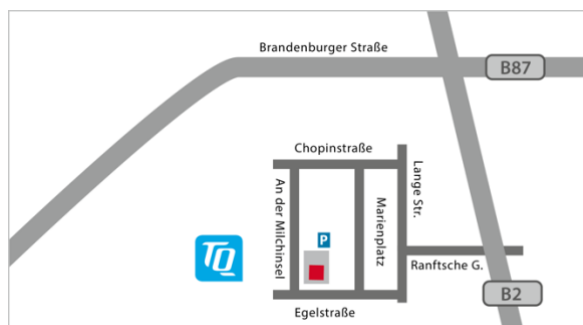 Brandenburger Straße
B87
Chopinstraße
An der Milchinsel
Marienplatz
Lange Str.
P
TQ
Ranftsche G.
B2
Egelstraße